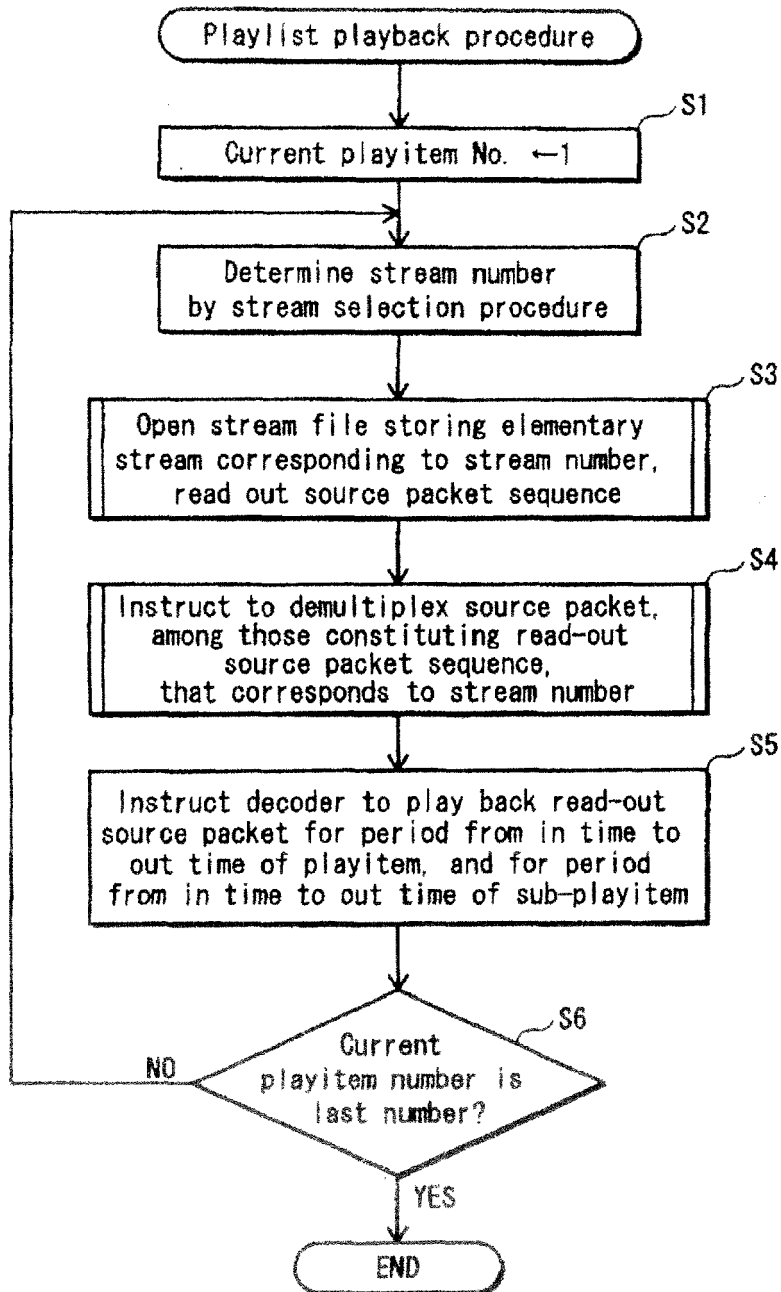 Playlist playback procedure
S1
Current playitem No. ←1
S2
Determine stream number
by stream selection procedure
S3
Open stream file storing elementary
stream corresponding to stream number,
read out source packet sequence
S4
Instruct to demultiplex source packet,
among those constituting read-out
source packet sequence,
that corresponds to stream number
S5
Instruct decoder to play back read-out
source packet for period from in time to
out time of playitem, and for period
from in time to out time of sub-playitem
S6
Current
playitem number is
last number?
NO
YES
END